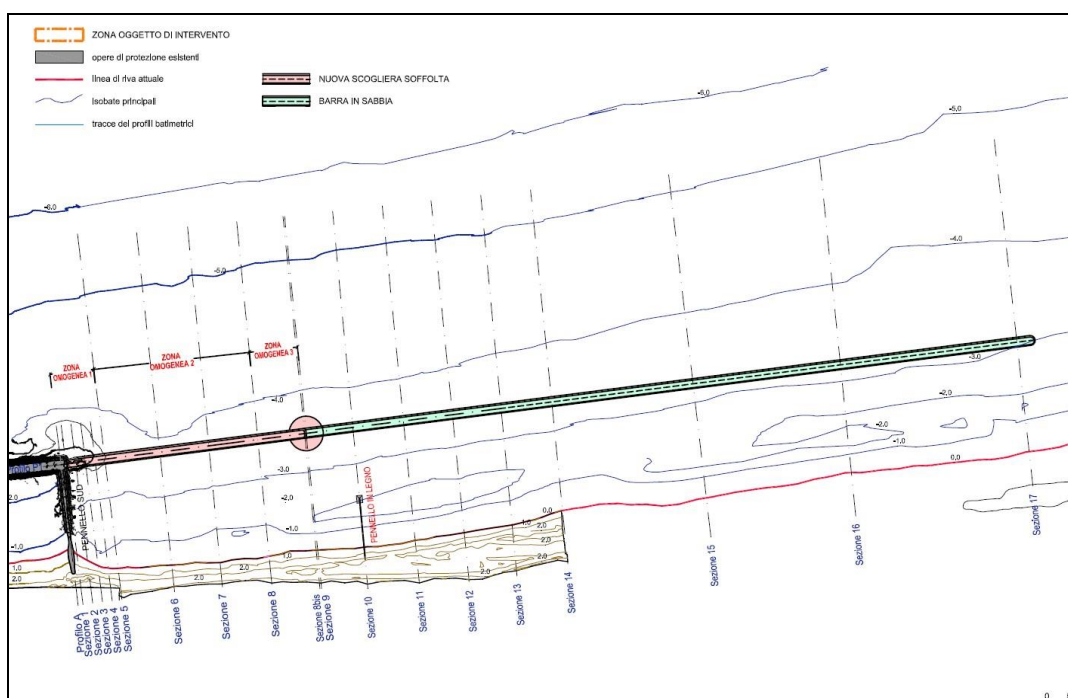 ZONA OGGETTO DI INTERVENTO
opere di protezione esistenti
linea di riva attuale
isobate principali
tracce dei profili batimetrici
NUOVA SCOGLIERA SOFFOLTA
BARRA IN SABBIA
-6.0
-5.0
-6.0
-4.0
-5.0
ZONA
OMOGENEA 1
ZONA
OMOGENEA 2
ZONA
OMOGENEA 3
-4.0
-3.0
-2.0
-2.0
-1.0
0.0
-3.0
-2.0
-1.0
PENNELLO SUD
PENNELLO IN LEGNO
2.0
-1.0
1.0
2.0
2.0
2.0
1.0
2.0
0.0
1.0
2.0
2.0
2.0
Profilo A
Sezione 1
Sezione 2
Sezione 3
Sezione 4
Sezione 5
Sezione 6
Sezione 7
Sezione 8
Sezione 8bis
Sezione 9
Sezione 10
Sezione 11
Sezione 12
Sezione 13
Sezione 14
Sezione 15
Sezione 16
Sezione 17
0